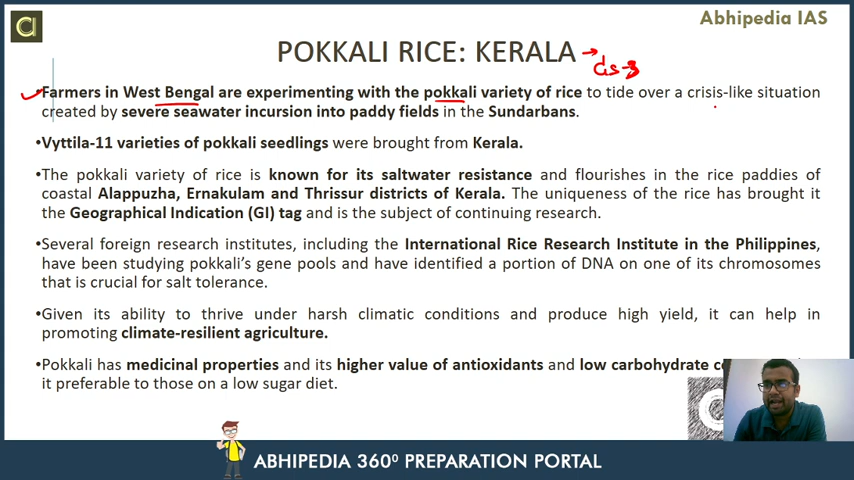 Abhipedia IAS
POKKALI RICE: KERALA
GS-3
•Farmers in West Bengal are experimenting with the pokkali variety of rice to tide over a crisis-like situation
created by severe seawater incursion into paddy fields in the Sundarbans.
•Vyttila-11 varieties of pokkali seedlings were brought from Kerala.
•The pokkali variety of rice is known for its saltwater resistance and flourishes in the rice paddies of
coastal Alappuzha, Ernakulam and Thrissur districts of Kerala. The uniqueness of the rice has brought it
the Geographical Indication (GI) tag and is the subject of continuing research.
•Several foreign research institutes, including the International Rice Research Institute in the Philippines,
have been studying pokkali's gene pools and have identified a portion of DNA on one of its chromosomes
that is crucial for salt tolerance.
•Given its ability to thrive under harsh climatic conditions and produce high yield, it can help in
promoting climate-resilient agriculture.
•Pokkali has medicinal properties and its higher value of antioxidants and low carbohydrate
it preferable to those on a low sugar diet.
ABHIPEDIA 360⁰ PREPARATION PORTAL